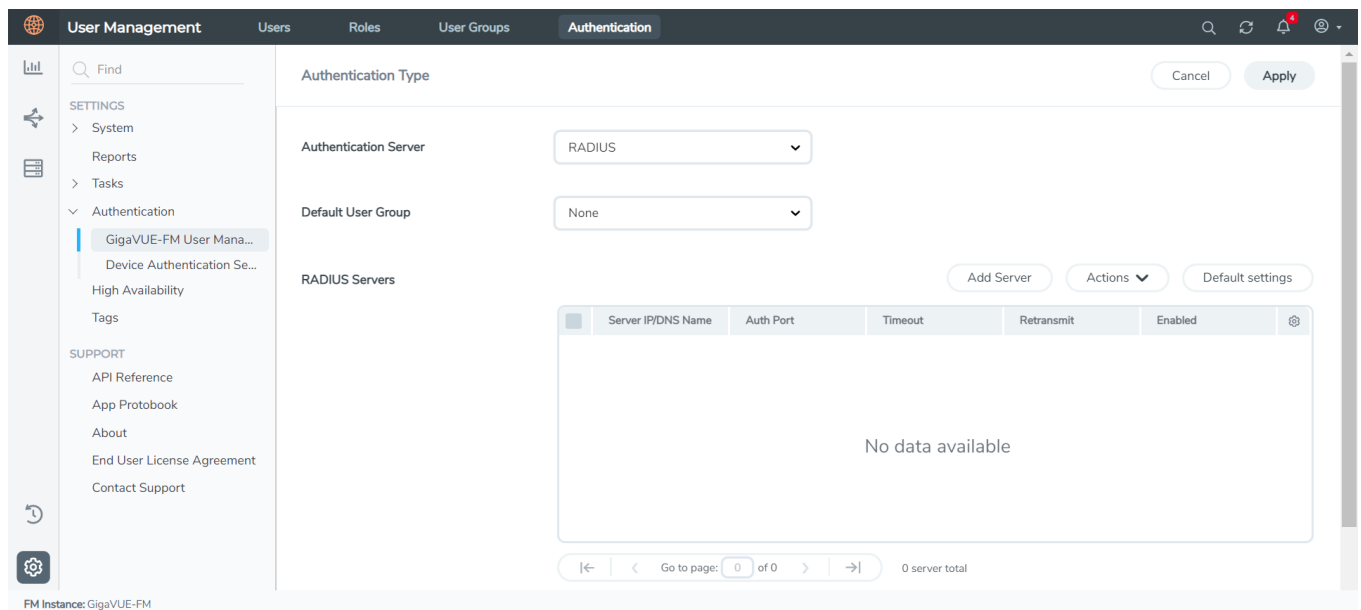 User Management
Users
Roles
User Groups
Authentication
4
Find
SETTINGS
System
Reports
Tasks
Authentication
GigaVUE-FM User Mana...
Device Authentication Se...
High Availability
Tags
SUPPORT
API Reference
App Protobook
About
End User License Agreement
Contact Support
Authentication Type
Cancel
Apply
Authentication Server
RADIUS
Default User Group
None
RADIUS Servers
Add Server
Actions
Default settings
Server IP/DNS Name
Auth Port
Timeout
Retransmit
Enabled
No data available
Go to page: 0 of 0
0 server total
FM Instance: GigaVUE-FM